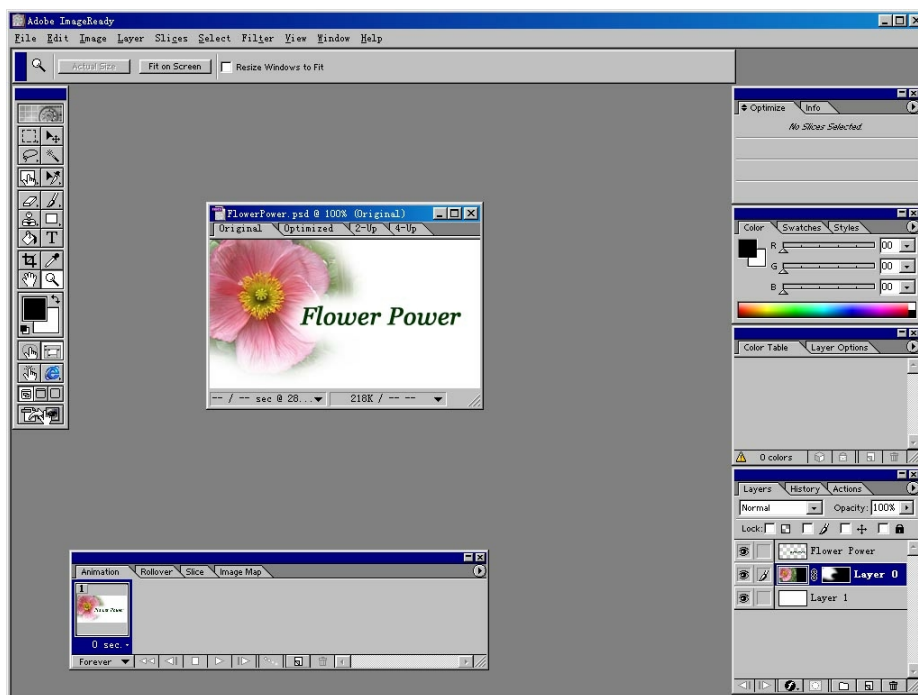 Adobe ImageReady
File Edit Image Layer Slices Select Filter View Window Help
Actual Size Fit on Screen Resize Windows to Fit
Optimize Info
No Slices Selected.
FlowerPower.psd @ 100% (Original)
Original Optimized 2-Up 4-Up
Flower Power
-- / -- sec @ 28... 218K / -- --
Color Swatches Styles
R 00
G 00
B 00
Color Table Layer Options
0 colors
Layers History Actions
Normal Opacity: 100%
Lock:
Flower Power
Layer 0
Layer 1
Animation Rollover Slice Image Map
1
Flower Power
0 sec.
Forever
T